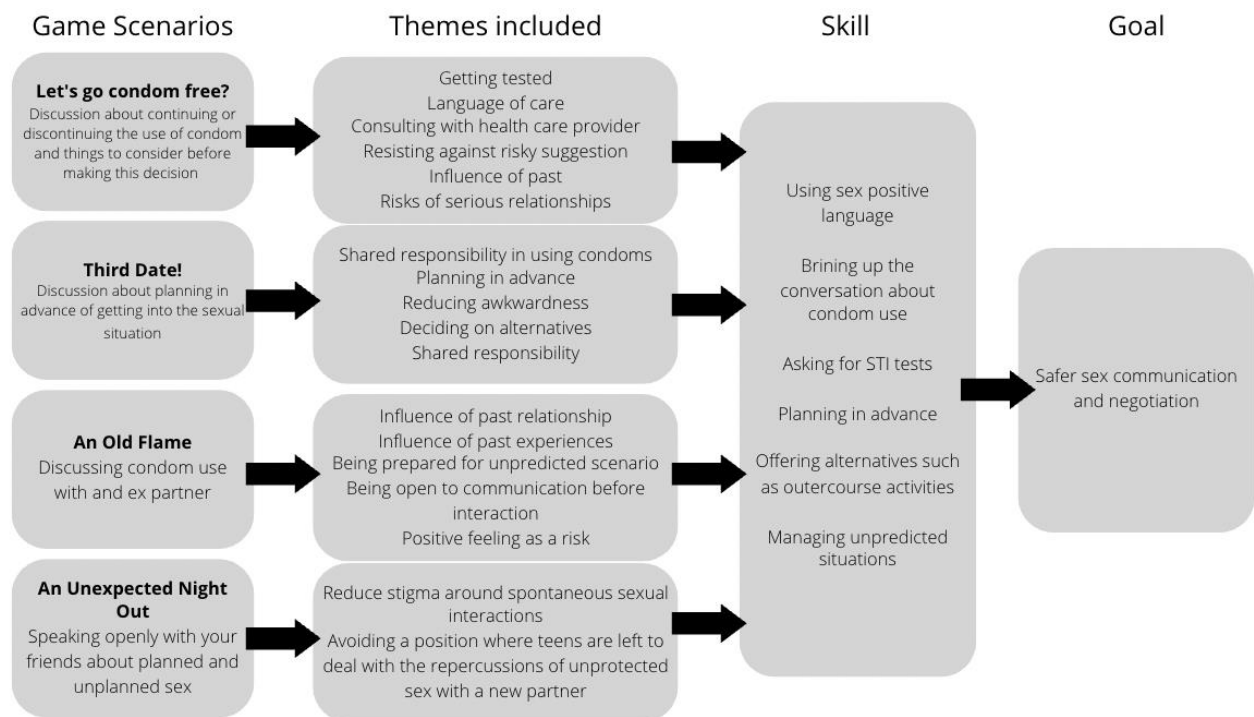 Game Scenarios
Themes included
Skill
Goal
Let's go condom free?
Discussion about continuing or
discontinuing the use of condom
and things to consider before
making this decision
Getting tested
Language of care
Consulting with health care provider
Resisting against risky suggestion
Influence of past
Risks of serious relationships
Third Date!
Discussion about planning in
advance of getting into the sexual
situation
Shared responsibility in using condoms
Planning in advance
Reducing awkwardness
Deciding on alternatives
Shared responsibility
An Old Flame
Discussing condom use
with and ex partner
Influence of past relationship
Influence of past experiences
Being prepared for unpredicted scenario
Being open to communication before
interaction
Positive feeling as a risk
An Unexpected Night
Out
Speaking openly with your
friends about planned and
unplanned sex
Reduce stigma around spontaneous sexual
interactions
Avoiding a position where teens are left to
deal with the repercussions of unprotected
sex with a new partner
Using sex positive
language
Brining up the
conversation about
condom use
Asking for STI tests
Planning in advance
Offering alternatives such
as outercourse activities
Managing unpredicted
situations
Safer sex communication
and negotiation